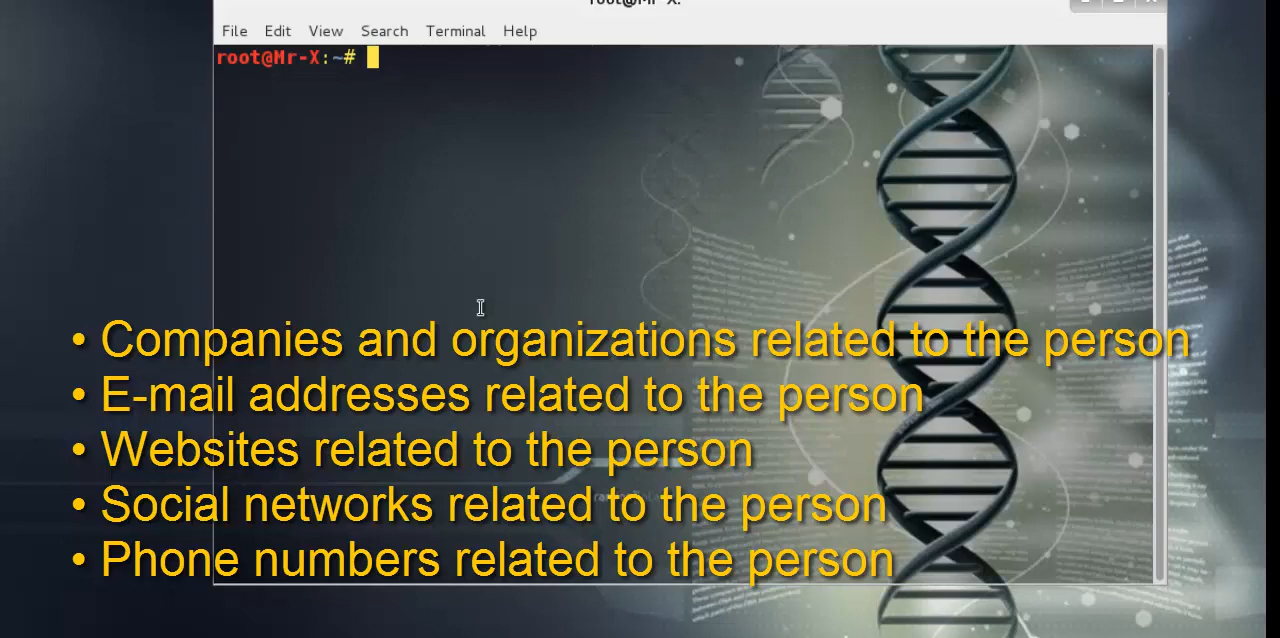 File Edit View Search Terminal Help
root@Mr-X:~#
• Companies and organizations related to the person
• E-mail addresses related to the person
• Websites related to the person
• Social networks related to the person
• Phone numbers related to the person